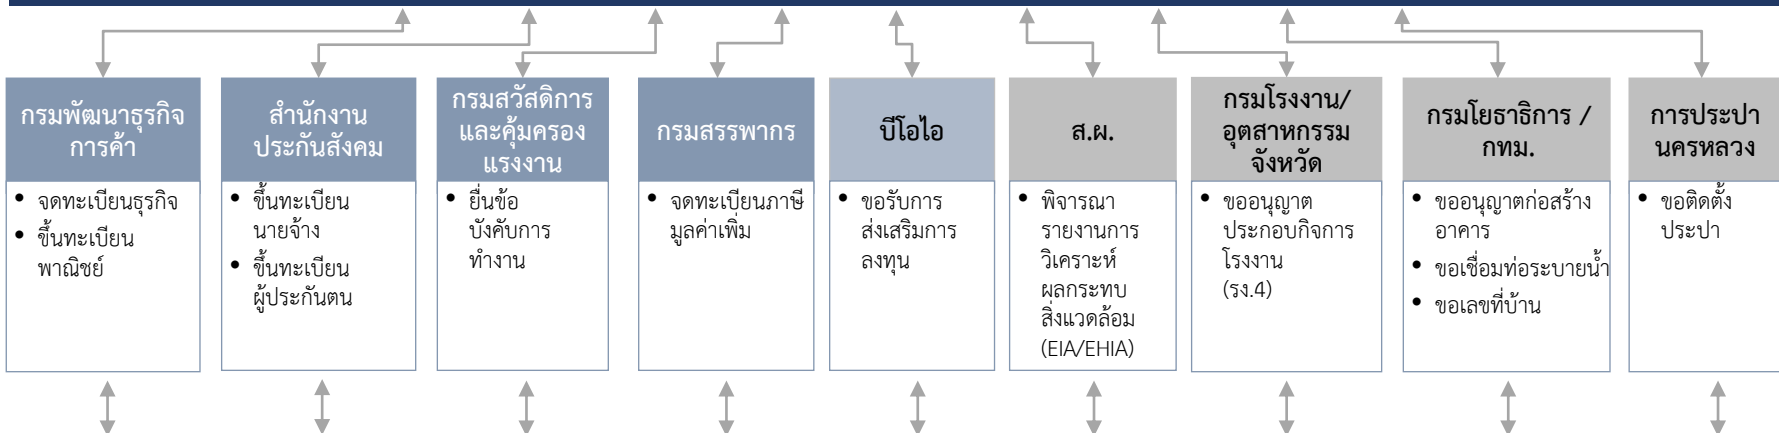 กรมพัฒนาธุรกิจ
การค้า
• จดทะเบียนธุรกิจ
• ขึ้นทะเบียน
พาณิชย์
สำนักงาน
ประกันสังคม
• ขึ้นทะเบียน
นายจ้าง
• ขึ้นทะเบียน
ผู้ประกันตน
กรมสวัสดิการ
และคุ้มครอง
แรงงาน
• ยื่นข้อ
บังคับการ
ทำงาน
กรมสรรพากร
• จดทะเบียนภาษี
มูลค่าเพิ่ม
บีโอไอ
• ขอรับการ
ส่งเสริมการ
ลงทุน
ส.ผ.
• พิจารณา
รายงานการ
วิเคราะห์
ผลกระทบ
สิ่งแวดล้อม
(EIA/EHIA)
กรมโรงงาน/
อุตสาหกรรม
จังหวัด
• ขออนุญาต
ประกอบกิจการ
โรงงาน
(รง.4)
กรมโยธาธิการ /
กทม.
• ขออนุญาตก่อสร้าง
อาคาร
• ขอเชื่อมท่อระบายน้ำ
• ขอเลขที่บ้าน
การประปา
นครหลวง
• ขอติดตั้ง
ประปา